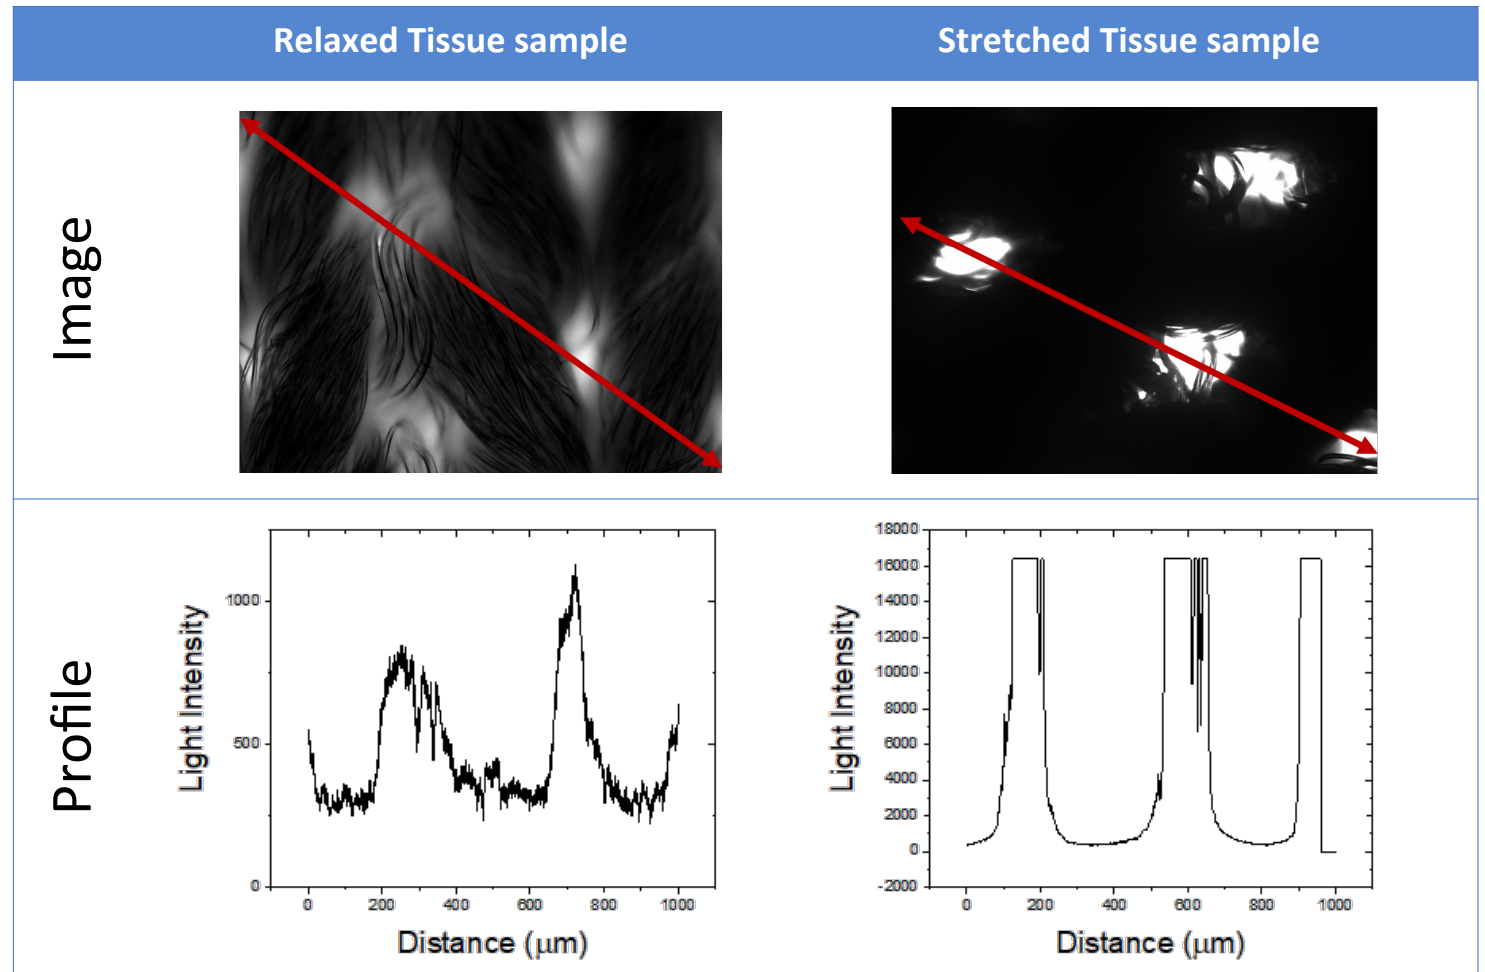 Relaxed Tissue sample
Stretched Tissue sample
Image
Profile
Light Intensity
1000
500
0
0 200 400 600 800 1000
Distance (μm)
Light Intensity
18000
16000
14000
12000
10000
8000
6000
4000
2000
0
-2000
0 200 400 600 800 1000
Distance (μm)